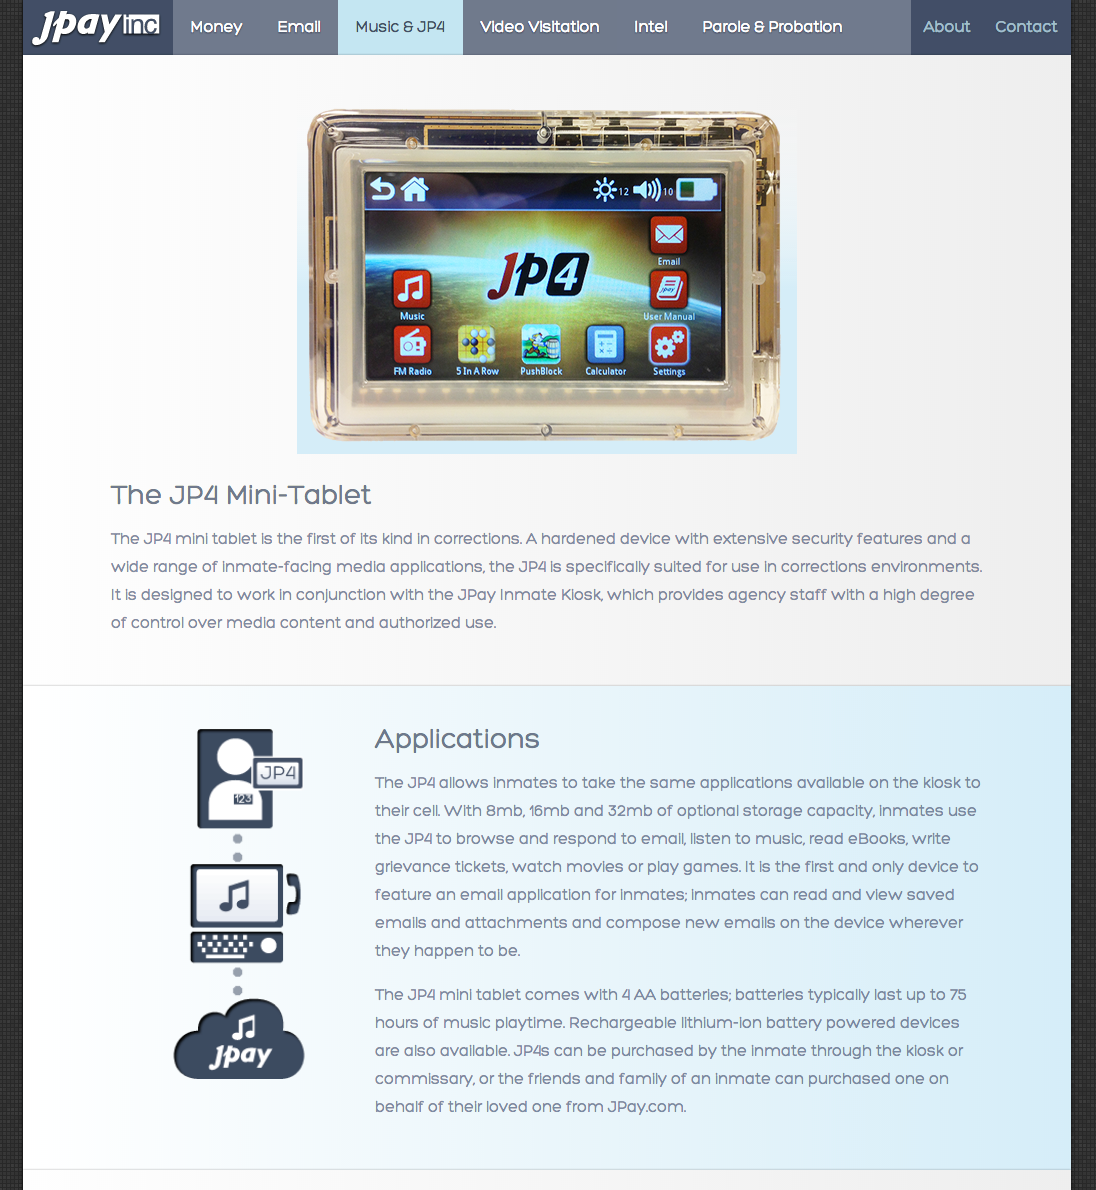 Jpay inc
Money Email Music & JP4 Video Visitation Intel Parole & Probation About Contact
12 10
JP4
Email
Music
jpay
User Manual
FM Radio 5 In A Row PushBlock Calculator Settings
The JP4 Mini-Tablet
The JP4 mini tablet is the first of its kind in corrections. A hardened device with extensive security features and a
wide range of inmate-facing media applications, the JP4 is specifically suited for use in corrections environments.
It is designed to work in conjunction with the JPay Inmate Kiosk, which provides agency staff with a high degree
of control over media content and authorized use.
JP4
123
jpay
Applications
The JP4 allows inmates to take the same applications available on the kiosk to
their cell. With 8mb, 16mb and 32mb of optional storage capacity, inmates use
the JP4 to browse and respond to email, listen to music, read eBooks, write
grievance tickets, watch movies or play games. It is the first and only device to
feature an email application for inmates; inmates can read and view saved
emails and attachments and compose new emails on the device wherever
they happen to be.
The JP4 mini tablet comes with 4 AA batteries; batteries typically last up to 75
hours of music playtime. Rechargeable lithium-ion battery powered devices
are also available. JP4s can be purchased by the inmate through the kiosk or
commissary, or the friends and family of an inmate can purchased one on
behalf of their loved one from JPay.com.